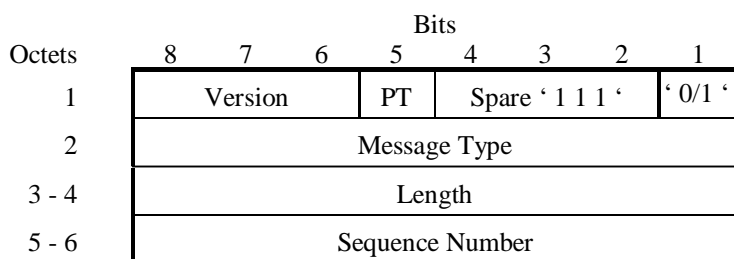 Bits
Octets 8 7 6 5 4 3 2 1
1 Version PT Spare ‘ 1 1 1 ‘ ‘ 0/1 ‘
2 Message Type
3 - 4 Length
5 - 6 Sequence Number